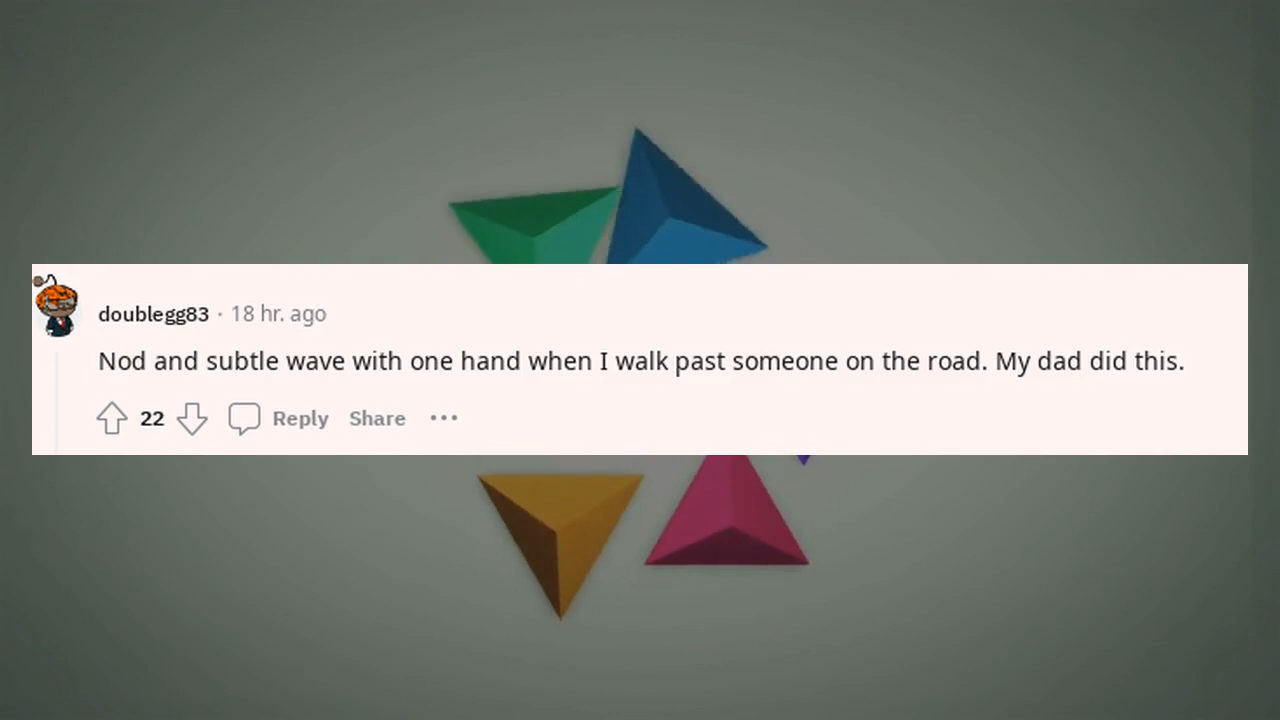 doublegg83 · 18 hr. ago
Nod and subtle wave with one hand when I walk past someone on the road. My dad did this.
22 Reply Share ···